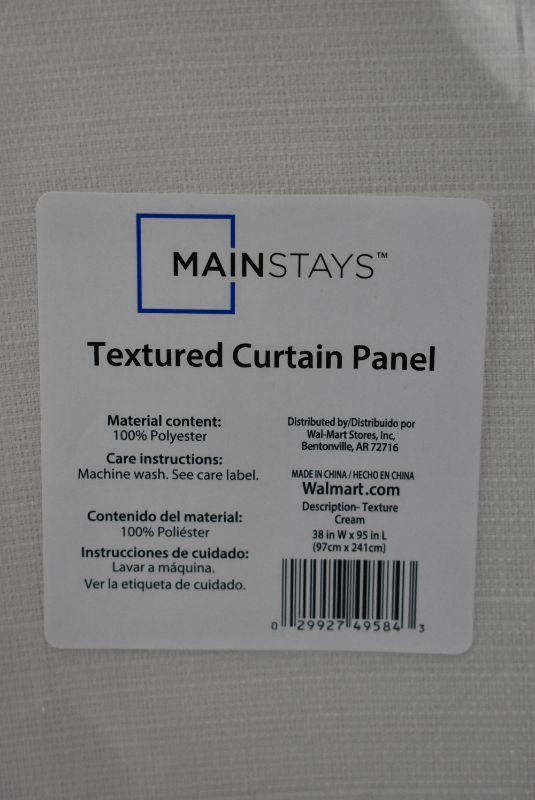 MAINSTAYS™
Textured Curtain Panel
Material content:
100% Polyester
Care instructions:
Machine wash. See care label.
Contenido del material:
100% Poliéster
Instrucciones de cuidado:
Lavar a máquina.
Ver la etiqueta de cuidado.
Distributed by/Distribuido por
Wal-Mart Stores, Inc,
Bentonville, AR 72716
MADE IN CHINA / HECHO EN CHINA
Walmart.com
Description- Texture
Cream
38 in W x 95 in L
(97cm x 241cm)
0 29927 49584 3